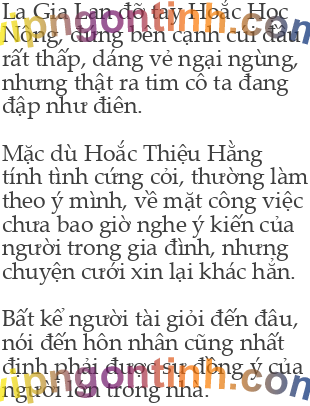 La Gia Lan đỡ tay Hoắc Học
Nông, đứng bên cạnh cúi đầu
rất thấp, dáng vẻ ngại ngùng,
nhưng thật ra tim cô ta đang
đập như điên.
Mặc dù Hoắc Thiệu Hằng
tính tình cứng cỏi, thường làm
theo ý mình, về mặt công việc
chưa bao giờ nghe ý kiến của
người trong gia đình, nhưng
chuyện cưới xin lại khác hẳn.
Bất kể người tài giỏi đến đâu,
nói đến hôn nhân cũng nhất
định phải được sự đồng ý của
người lớn trong nhà.
vipngontinh.com
vipngontinh.com